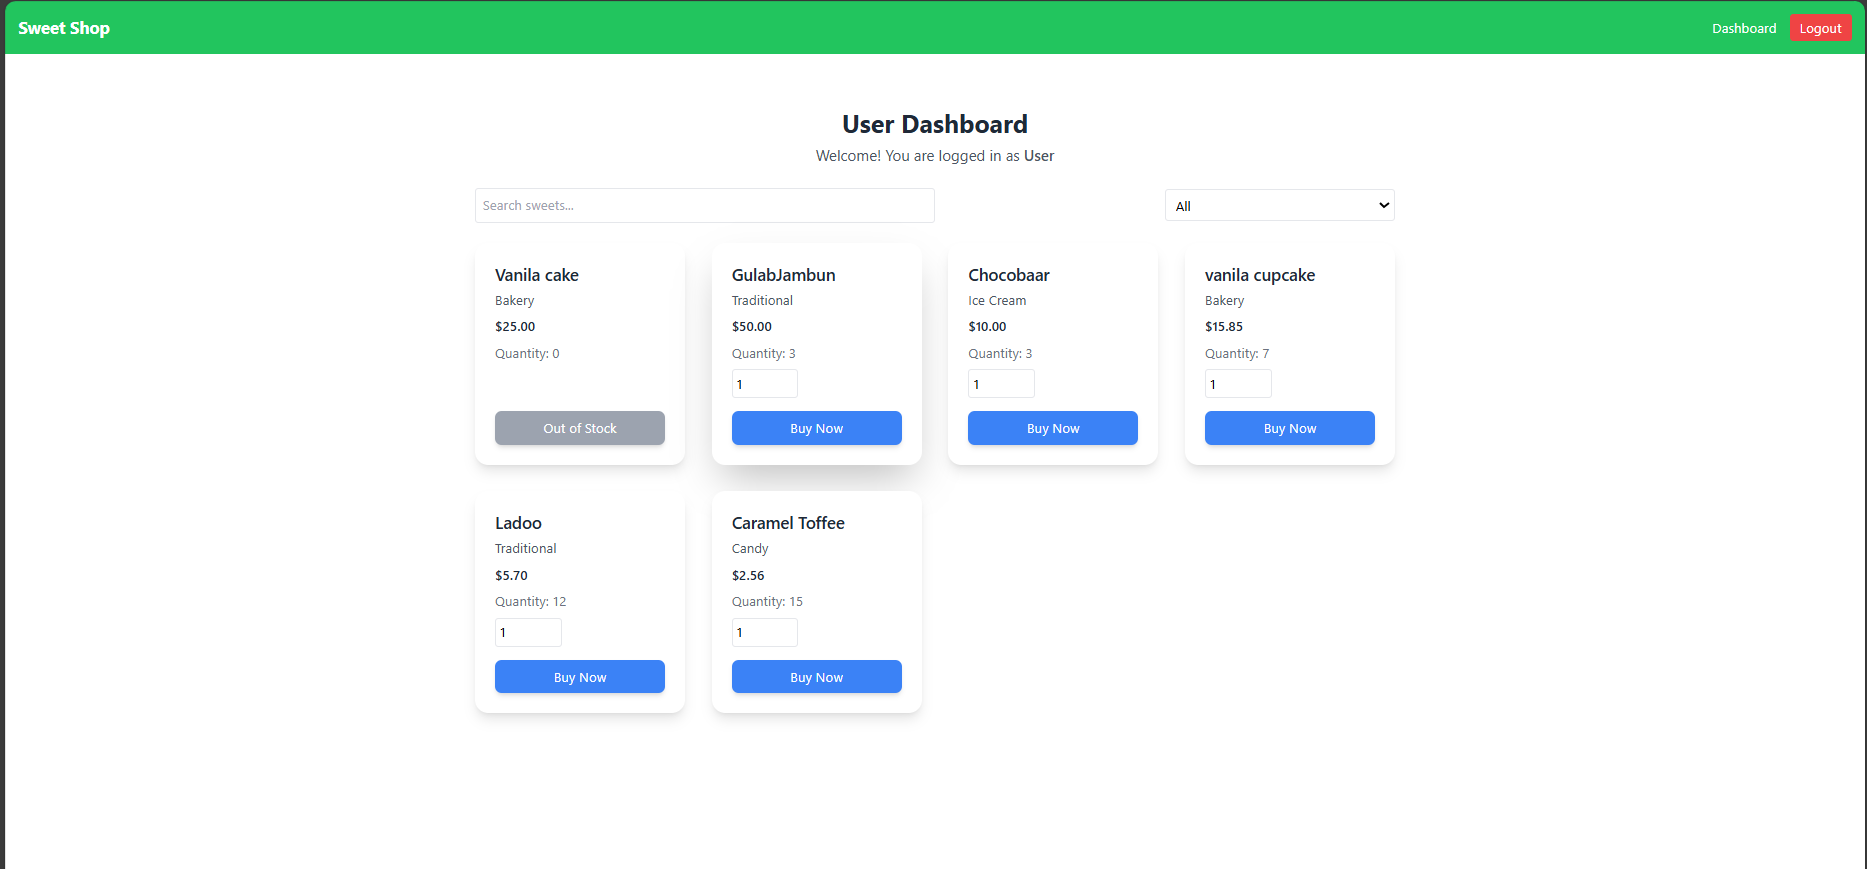 Sweet Shop
Dashboard
Logout
User Dashboard
Welcome! You are logged in as User
Search sweets...
All
Vanila cake
Bakery
$25.00
Quantity: 0
Out of Stock
GulabJambun
Traditional
$50.00
Quantity: 3
1
Buy Now
Chocobaar
Ice Cream
$10.00
Quantity: 3
1
Buy Now
vanila cupcake
Bakery
$15.85
Quantity: 7
1
Buy Now
Ladoo
Traditional
$5.70
Quantity: 12
1
Buy Now
Caramel Toffee
Candy
$2.56
Quantity: 15
1
Buy Now